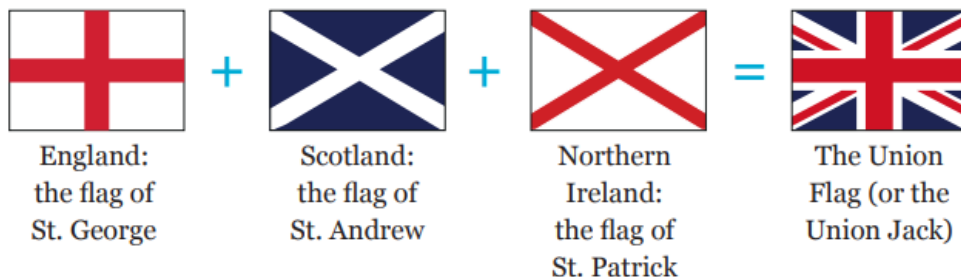 + + =
England:
the flag of
St. George
Scotland:
the flag of
St. Andrew
Northern
Ireland:
the flag of
St. Patrick
The Union
Flag (or the
Union Jack)